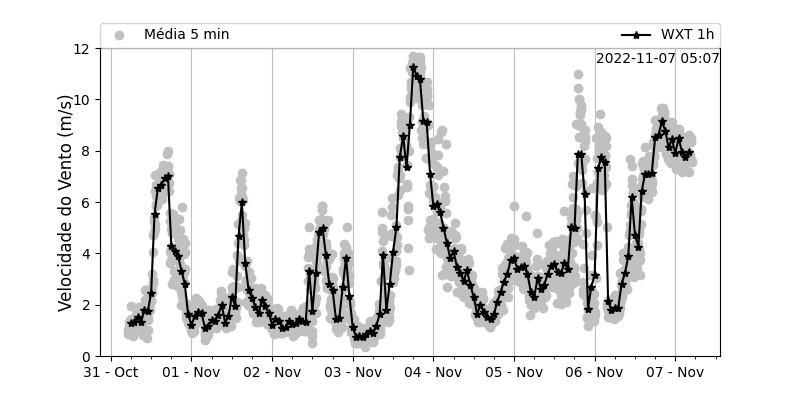 Média 5 min
WXT 1h
2022-11-07 05:07
Velocidade do Vento (m/s)
12
10
8
6
4
2
0
31 - Oct
01 - Nov
02 - Nov
03 - Nov
04 - Nov
05 - Nov
06 - Nov
07 - Nov